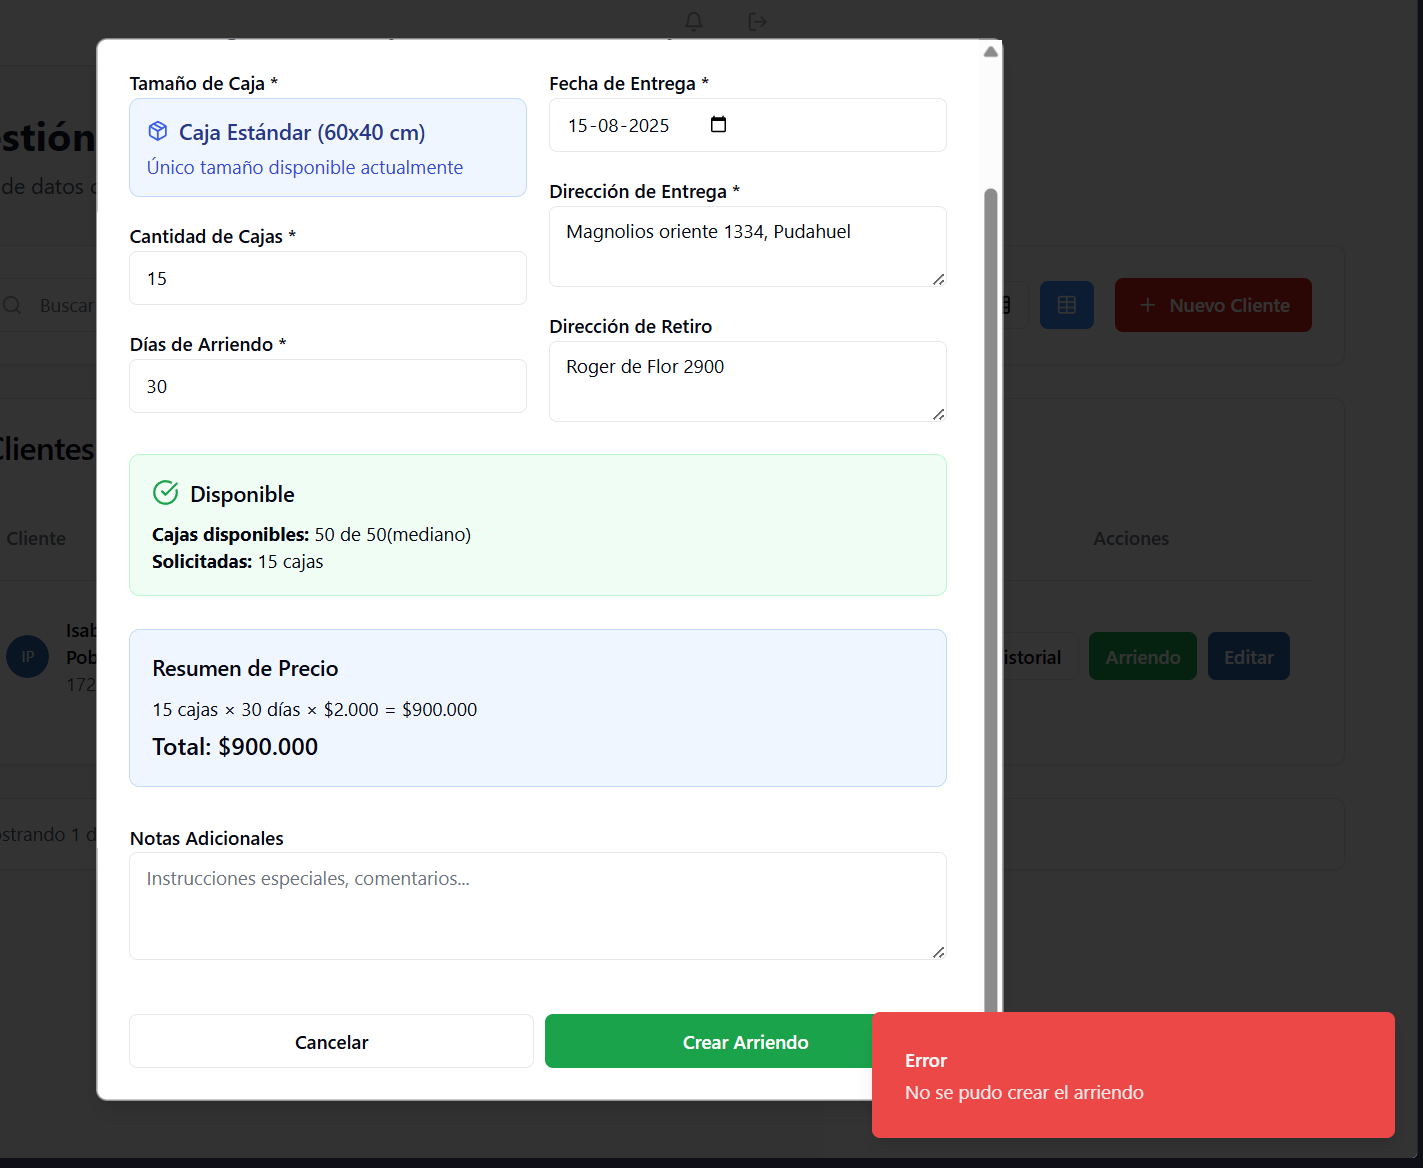 Tamaño de Caja *
Caja Estándar (60x40 cm)
Único tamaño disponible actualmente
Cantidad de Cajas *
15
Días de Arriendo *
30
Fecha de Entrega *
15-08-2025
Dirección de Entrega *
Magnolios oriente 1334, Pudahuel
Dirección de Retiro
Roger de Flor 2900
Disponible
Cajas disponibles: 50 de 50(mediano)
Solicitadas: 15 cajas
Resumen de Precio
15 cajas × 30 días × $2.000 = $900.000
Total: $900.000
Notas Adicionales
Instrucciones especiales, comentarios...
Cancelar
Crear Arriendo
Error
No se pudo crear el arriendo
estión
de datos
Buscar
Nuevo Cliente
Clientes
Cliente
Acciones
IP
Isab
Pob
172
istorial
Arriendo
Editar
ostrando 1 d